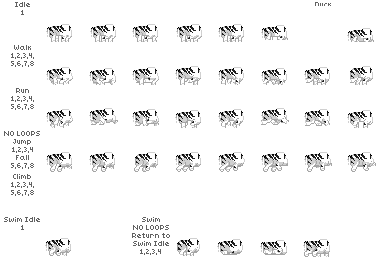 Idle
1
Duck
Walk
1,2,3,4,
5,6,7,8
Run
1,2,3,4,
5,6,7,8
NO LOOPS
Jump
1,2,3,4
Fall
5,6,7,8
Climb
1,2,3,4,
5,6,7,8
Swim Idle
1
Swim
NO LOOPS
Return to
Swim Idle
1,2,3,4